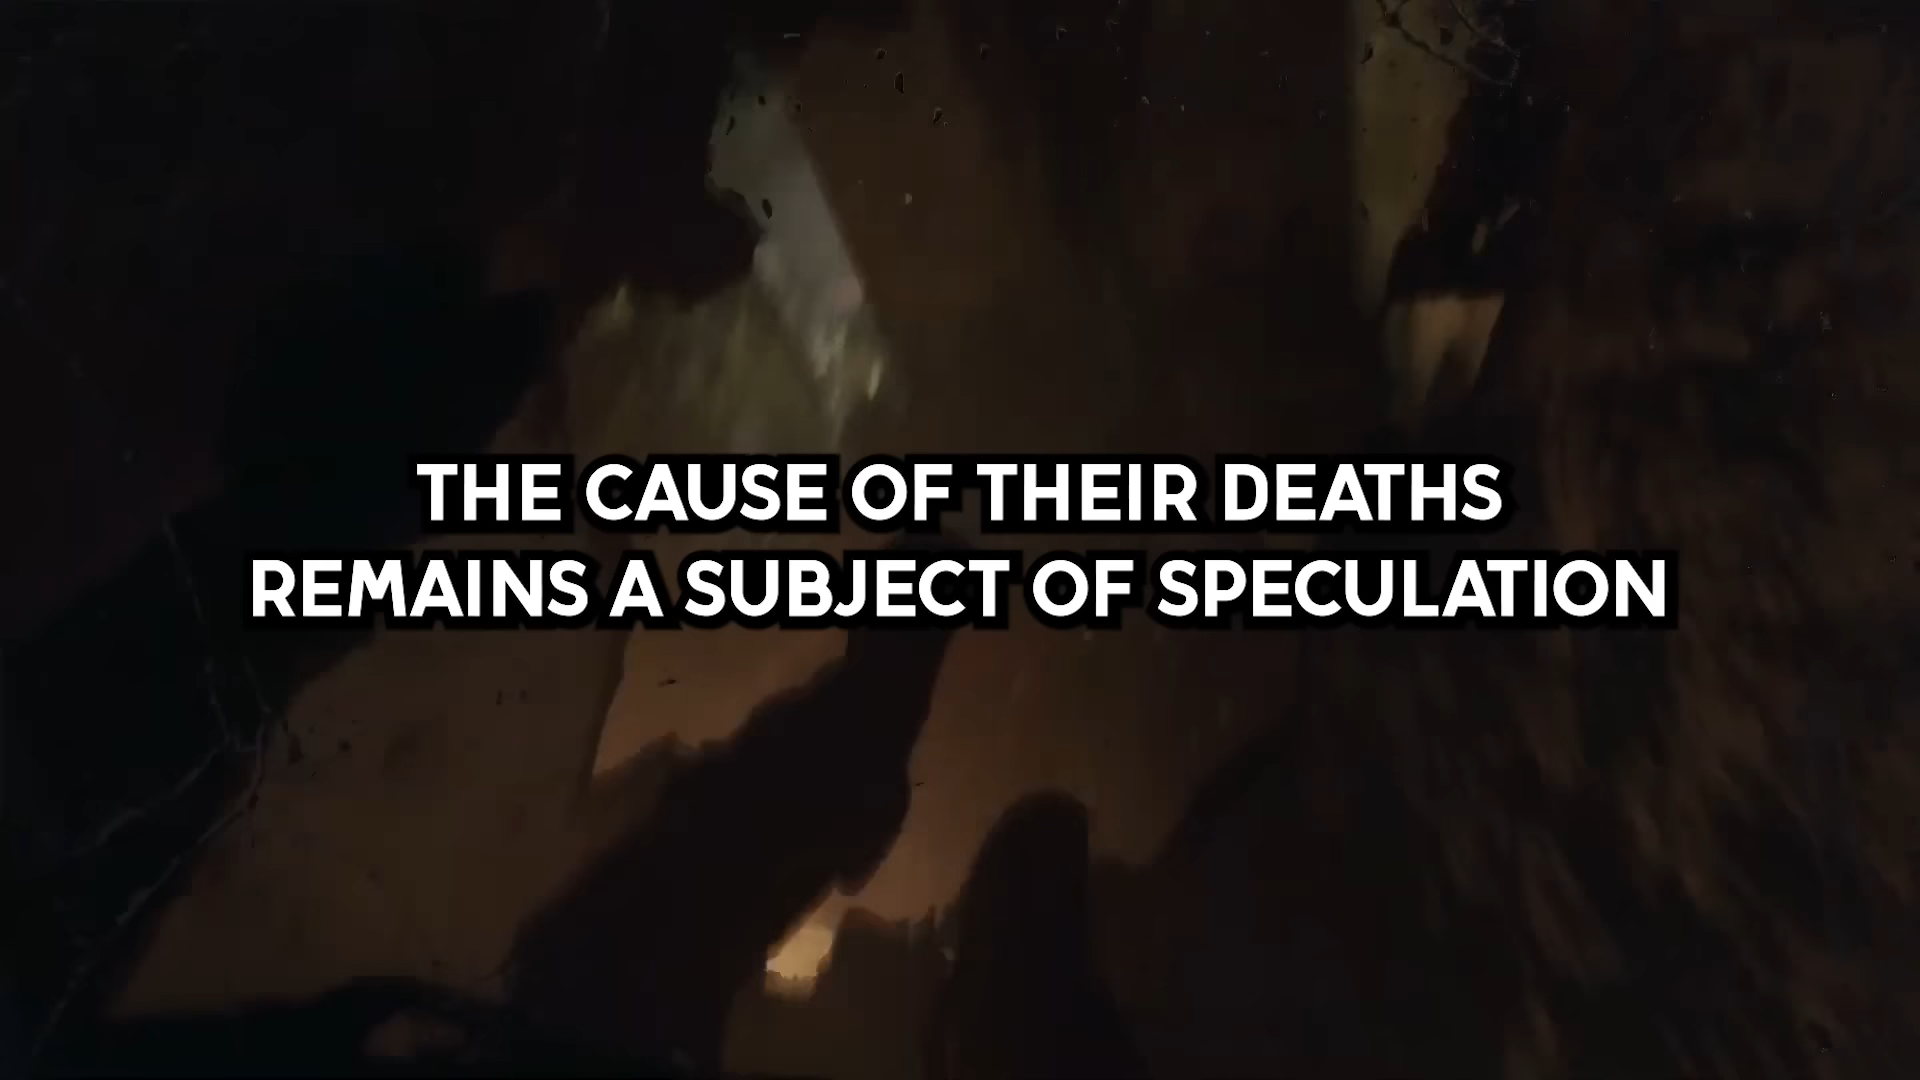 THE CAUSE OF THEIR DEATHS
REMAINS A SUBJECT OF SPECULATION